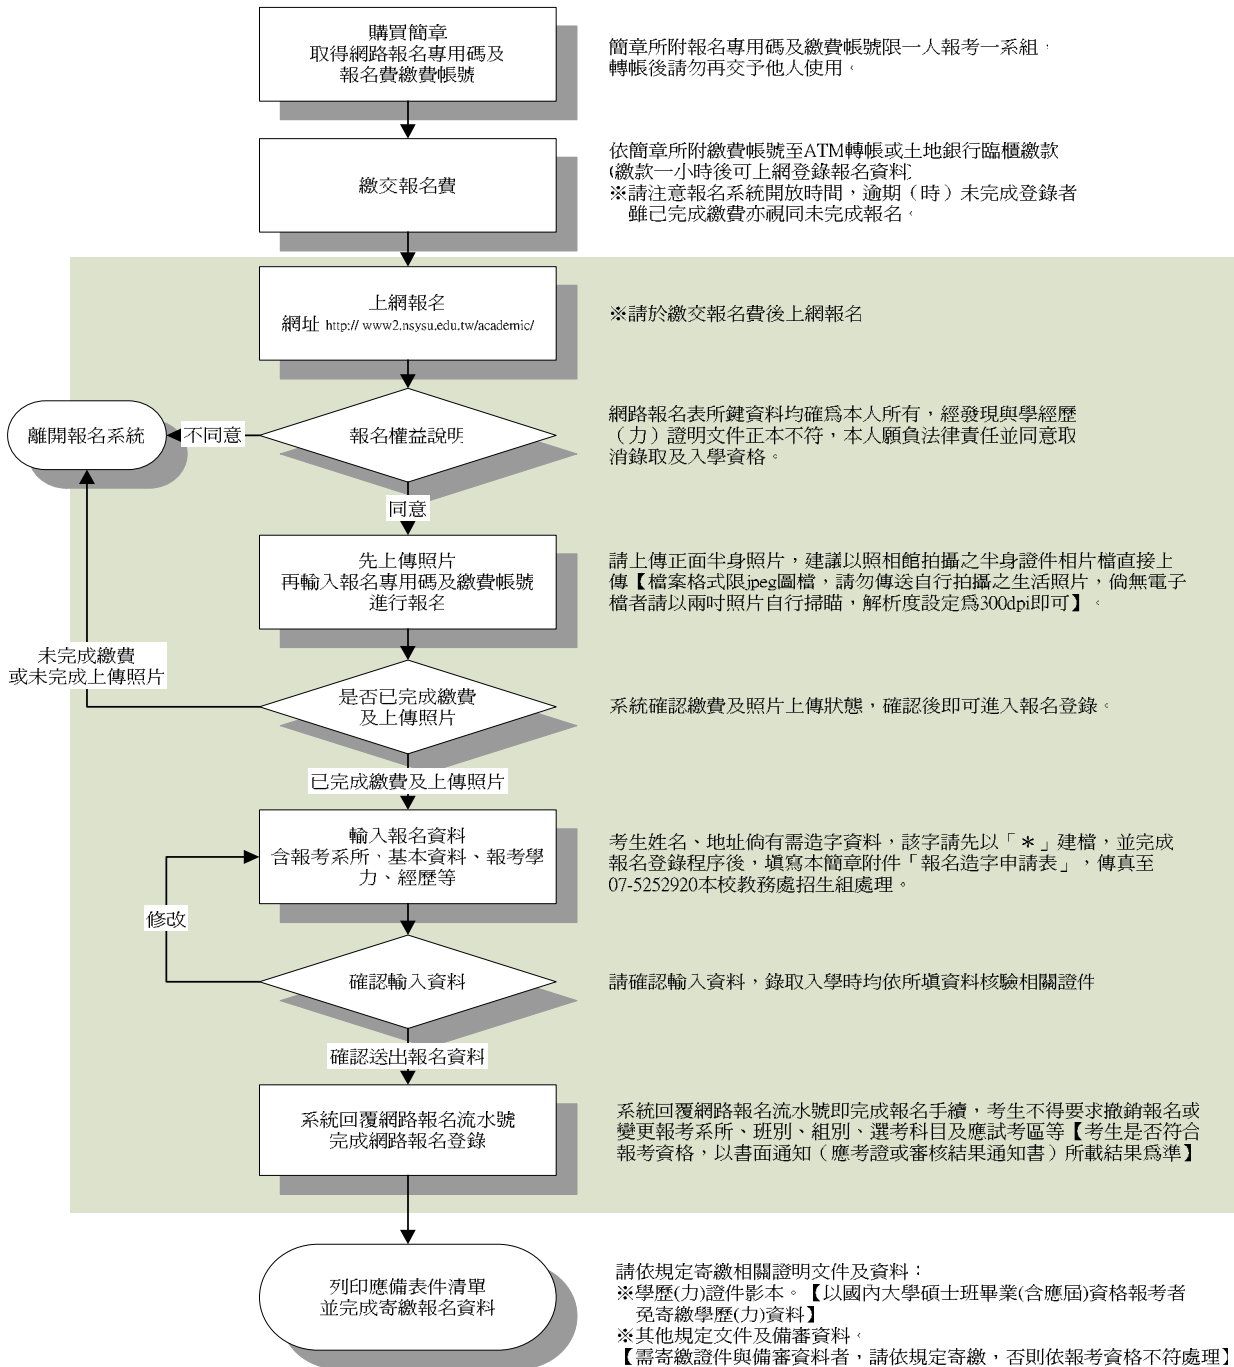 購買簡章
取得網路報名專用碼及
報名費繳費帳號
簡章所附報名專用碼及繳費帳號限一人報考一系組，
轉帳後請勿再交予他人使用。
繳交報名費
依簡章所附繳費帳號至ATM轉帳或土地銀行臨櫃繳款
(繳款一小時後可上網登錄報名資料)
※請注意報名系統開放時間，逾期（時）未完成登錄者
雖已完成繳費亦視同未完成報名。
上網報名
網址 http:// www2.nsysu.edu.tw/academic/
※請於繳交報名費後上網報名
離開報名系統
不同意
報名權益說明
網路報名表所鍵資料均確為本人所有，經發現與學經歷
（力）證明文件正本不符，本人願負法律責任並同意取
消錄取及入學資格。
同意
先上傳照片
再輸入報名專用碼及繳費帳號
進行報名
請上傳正面半身照片，建議以照相館拍攝之半身證件相片檔直接上
傳【檔案格式限jpeg圖檔，請勿傳送自行拍攝之生活照片，倘無電子
檔者請以兩吋照片自行掃瞄，解析度設定為300dpi即可】。
未完成繳費
或未完成上傳照片
是否已完成繳費
及上傳照片
系統確認繳費及照片上傳狀態，確認後即可進入報名登錄。
已完成繳費及上傳照片
輸入報名資料
含報考系所、基本資料、報考學
力、經歷等
考生姓名、地址倘有需造字資料，該字請先以「＊」建檔，並完成
報名登錄程序後，填寫本簡章附件「報名造字申請表」，傳真至
07-5252920本校教務處招生組處理。
修改
確認輸入資料
請確認輸入資料，錄取入學時均依所填資料核驗相關證件
確認送出報名資料
系統回覆網路報名流水號
完成網路報名登錄
系統回覆網路報名流水號即完成報名手續，考生不得要求撤銷報名或
變更報考系所、班別、組別、選考科目及應試考區等【考生是否符合
報考資格，以書面通知（應考證或審核結果通知書）所載結果為準】
列印應備表件清單
並完成寄繳報名資料
請依規定寄繳相關證明文件及資料：
※學歷(力)證件影本。【以國內大學碩士班畢業(含應屆)資格報考者
免寄繳學歷(力)資料】
※其他規定文件及備審資料。
【需寄繳證件與備審資料者，請依規定寄繳，否則依報考資格不符處理】